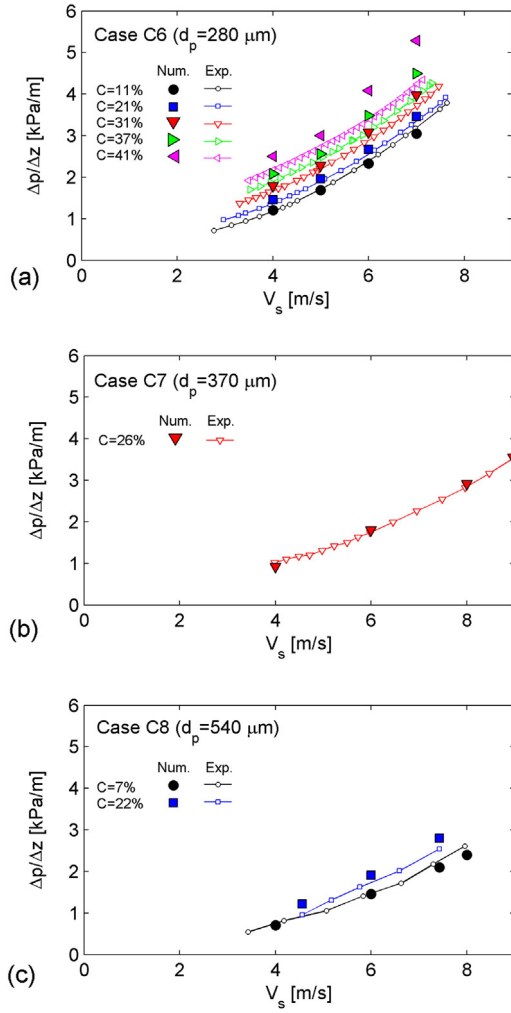 Case C6 (d_p=280 μm)
Num. Exp.
C=11%
C=21%
C=31%
C=37%
C=41%
6
5
4
3
2
1
0
Δp/Δz [kPa/m]
0 2 4 6 8
V_s [m/s]
(a)
Case C7 (d_p=370 μm)
Num. Exp.
C=26%
6
5
4
3
2
1
0
Δp/Δz [kPa/m]
0 2 4 6 8
V_s [m/s]
(b)
Case C8 (d_p=540 μm)
Num. Exp.
C=7%
C=22%
6
5
4
3
2
1
0
Δp/Δz [kPa/m]
0 2 4 6 8
V_s [m/s]
(c)